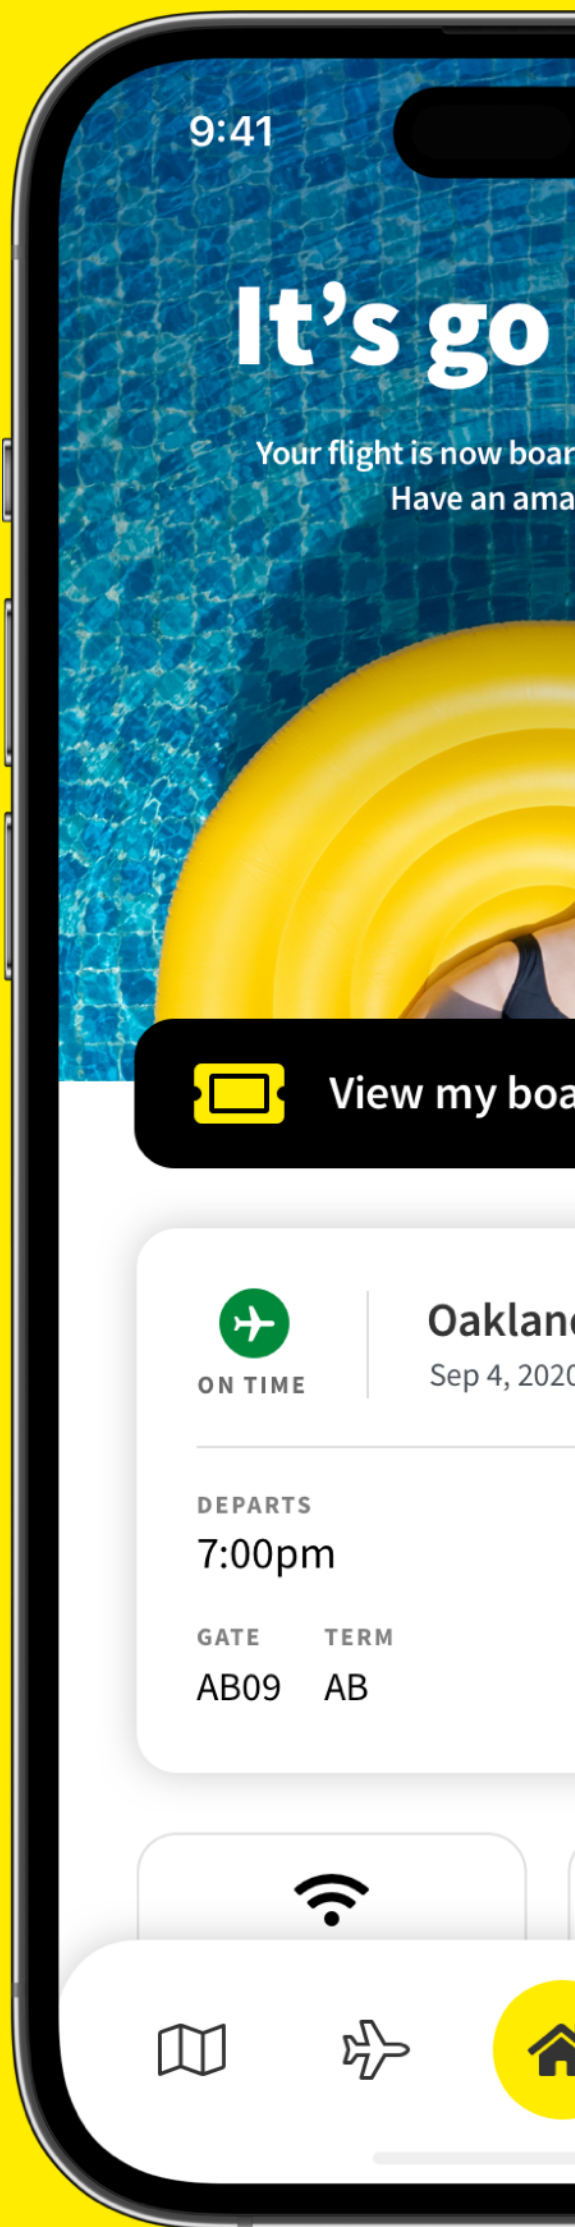 9:41
It’s go
Your flight is now boar
Have an ama
View my boa
ON TIME
Oaklan
Sep 4, 2020
DEPARTS
7:00pm
GATE TERM
AB09 AB